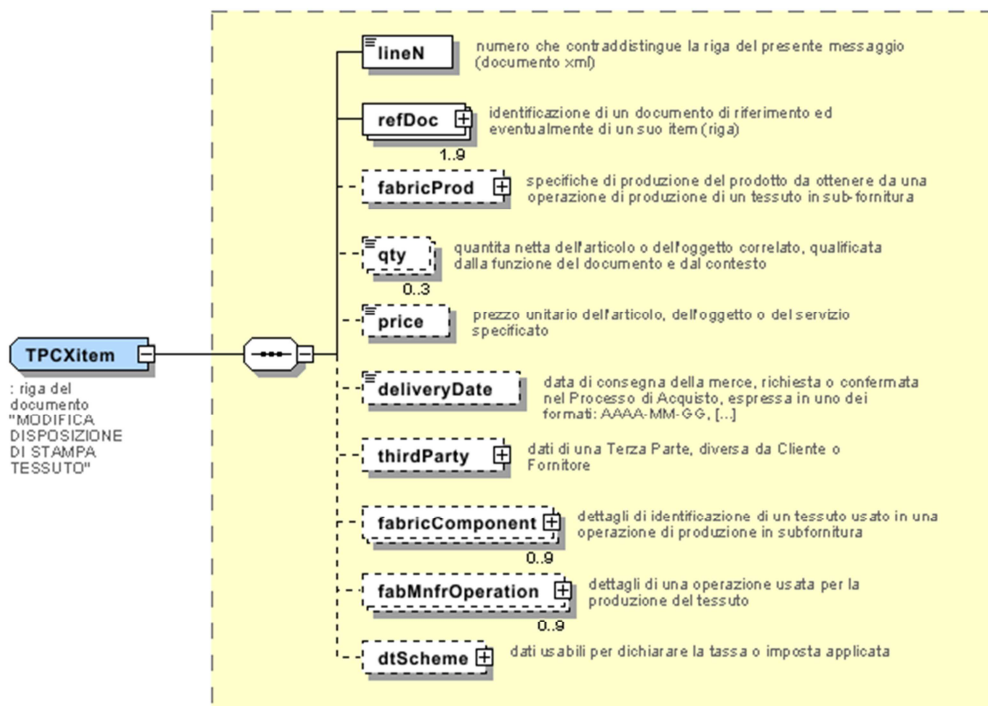 lineN
numero che contraddistingue la riga del presente messaggio
(documento xml)
refDoc
identificazione di un documento di riferimento ed
eventualmente di un suo item (riga)
1..9
fabricProd
specifiche di produzione del prodotto da ottenere da una
operazione di produzione di un tessuto in sub-fornitura
qty
quantita netta dell'articolo o dell'oggetto correlato, qualificata
dalla funzione del documento e dal contesto
0..3
price
prezzo unitario dell'articolo, dell'oggetto o del servizio
specificato
TPCXitem
: riga del
documento
"MODIFICA
DISPOSIZIONE
DI STAMPA
TESSUTO"
deliveryDate
data di consegna della merce, richiesta o confermata
nel Processo di Acquisto, espressa in uno dei
formati: AAAA-MM-GG, [...]
thirdParty
dati di una Terza Parte, diversa da Cliente o
Fornitore
fabricComponent
dettagli di identificazione di un tessuto usato in una
operazione di produzione in subfornitura
0..9
fabMnfrOperation
dettagli di una operazione usata per la
produzione del tessuto
0..9
dtScheme
dati usabili per dichiarare la tassa o imposta applicata